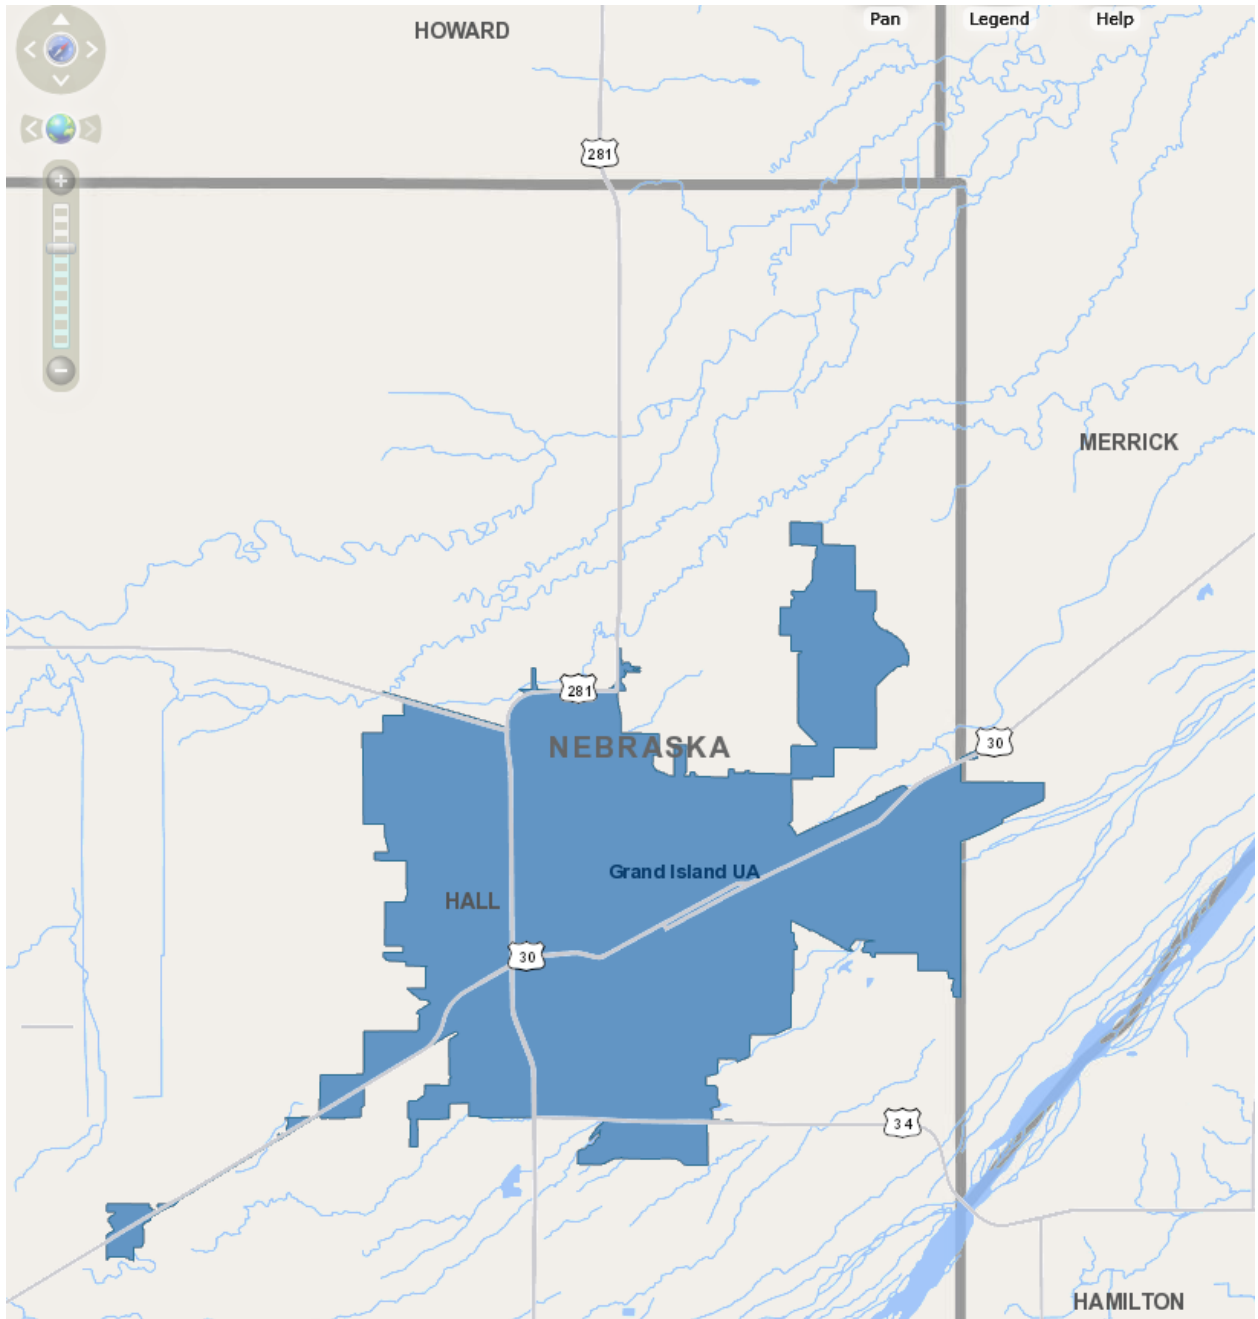 Pan
Legend
Help
HOWARD
281
MERRICK
281
NEBRASKA
30
Grand Island UA
HALL
30
34
HAMILTON